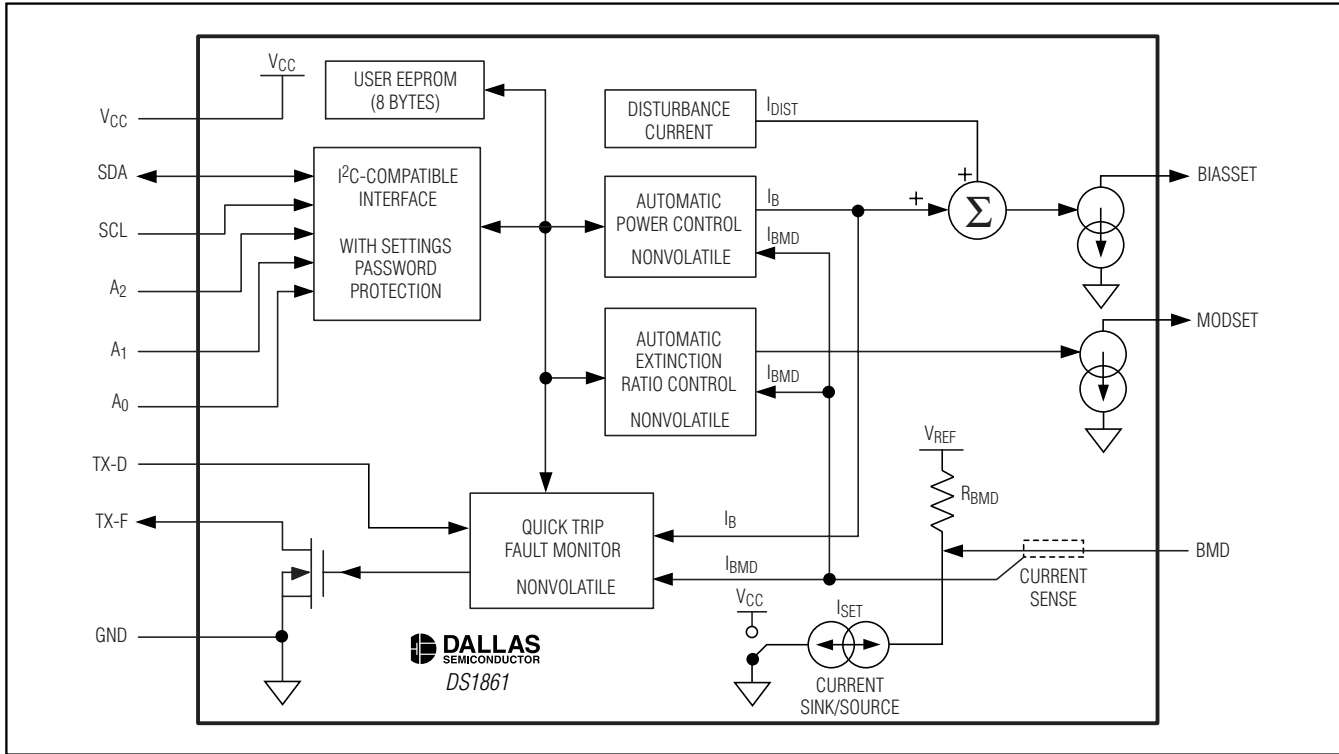 VCC
VCC
SDA
SCL
A2
A1
A0
TX-D
TX-F
GND
USER EEPROM
(8 BYTES)
I2C-COMPATIBLE
INTERFACE
WITH SETTINGS
PASSWORD
PROTECTION
DISTURBANCE
CURRENT
IDIST
AUTOMATIC
POWER CONTROL
NONVOLATILE
IB
IBMD
+
+
Σ
BIASSET
AUTOMATIC
EXTINCTION
RATIO CONTROL
NONVOLATILE
IBMD
MODSET
QUICK TRIP
FAULT MONITOR
NONVOLATILE
IB
IBMD
VREF
RBMD
BMD
CURRENT
SENSE
VCC
ISET
CURRENT
SINK/SOURCE
DALLAS
SEMICONDUCTOR
DS1861